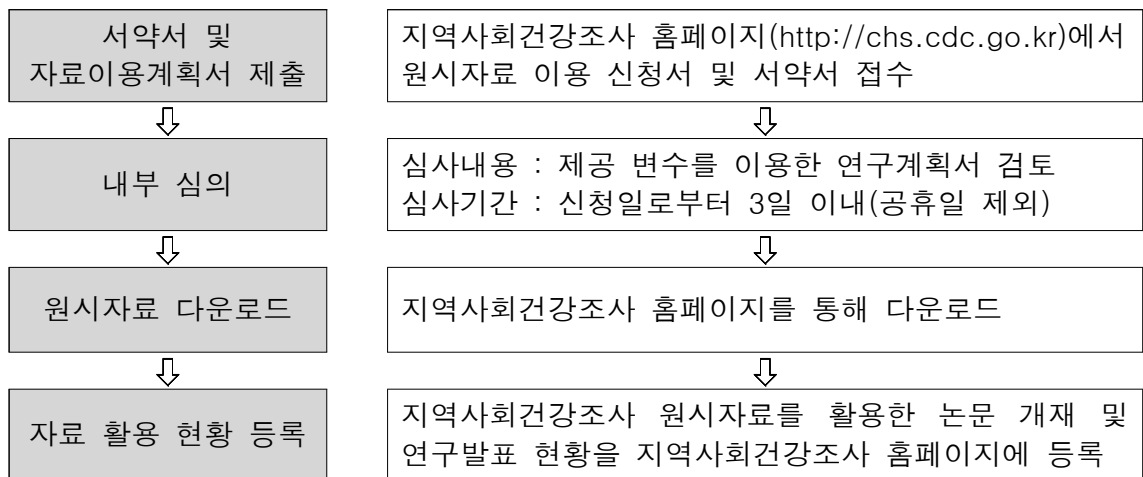 서약서 및
자료이용계획서 제출
지역사회건강조사 홈페이지(http://chs.cdc.go.kr)에서
원시자료 이용 신청서 및 서약서 접수
내부 심의
심사내용 : 제공 변수를 이용한 연구계획서 검토
심사기간 : 신청일로부터 3일 이내(공휴일 제외)
원시자료 다운로드
지역사회건강조사 홈페이지를 통해 다운로드
자료 활용 현황 등록
지역사회건강조사 원시자료를 활용한 논문 개재 및
연구발표 현황을 지역사회건강조사 홈페이지에 등록